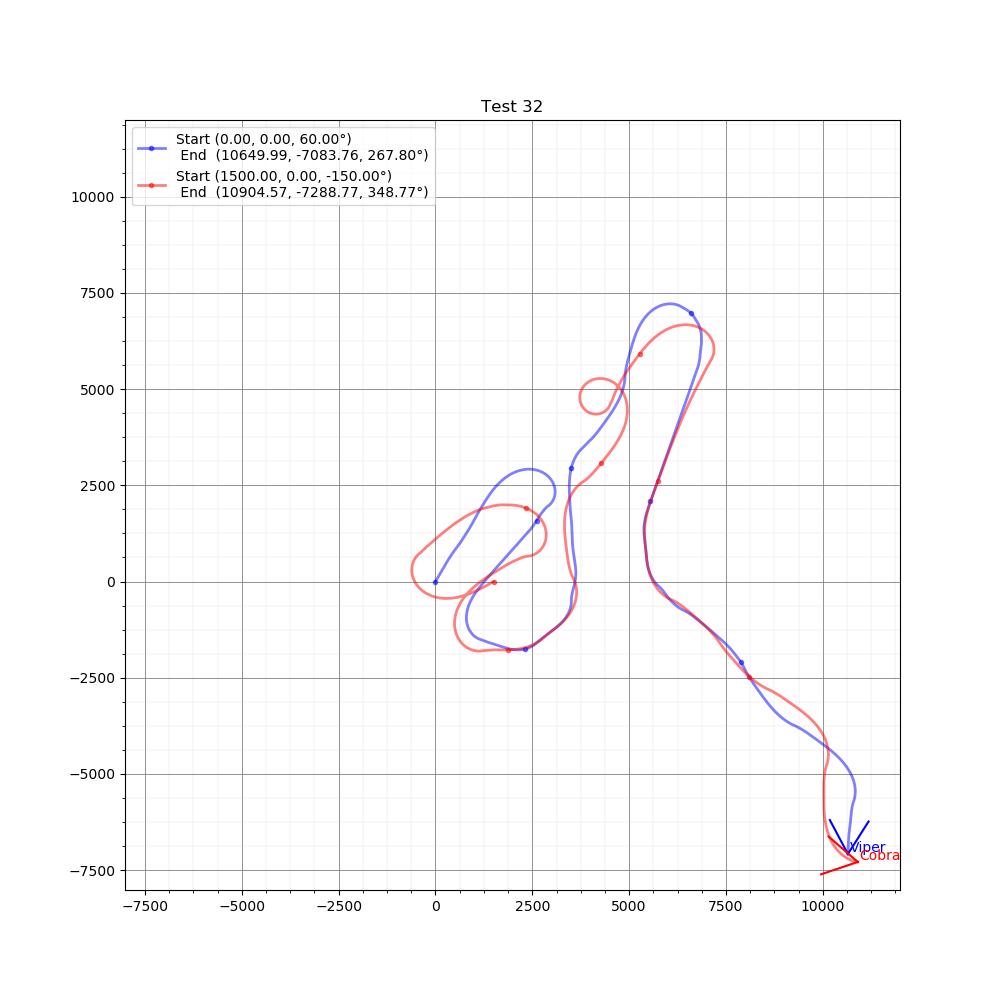 Test 32
Start (0.00, 0.00, 60.00°)
End (10649.99, -7083.76, 267.80°)
Start (1500.00, 0.00, -150.00°)
End (10904.57, -7288.77, 348.77°)
10000
7500
5000
2500
0
−2500
−5000
−7500
Viper
Cobra
−7500 −5000 −2500 0 2500 5000 7500 10000